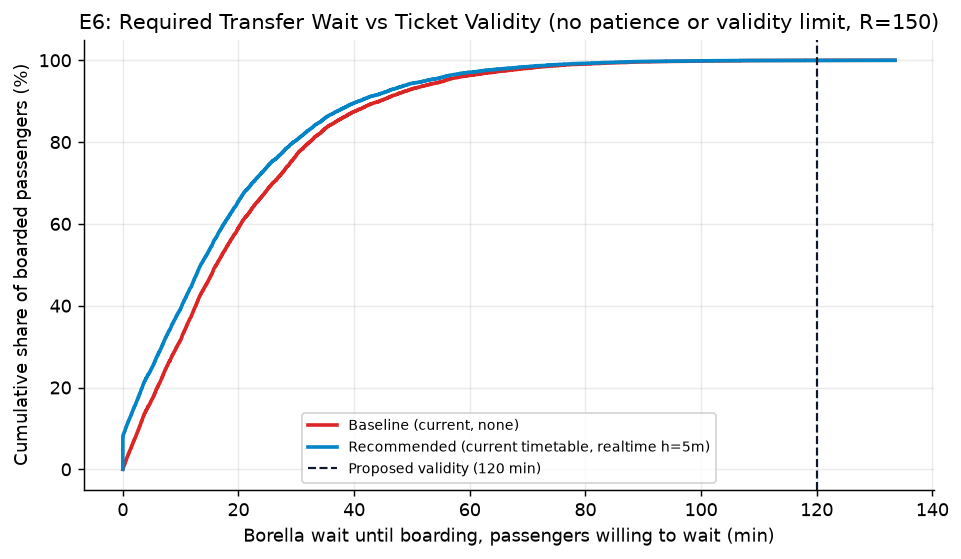 E6: Required Transfer Wait vs Ticket Validity (no patience or validity limit, R=150)
Cumulative share of boarded passengers (%)
100
80
60
40
20
0
Baseline (current, none)
Recommended (current timetable, realtime h=5m)
Proposed validity (120 min)
0 20 40 60 80 100 120 140
Borella wait until boarding, passengers willing to wait (min)